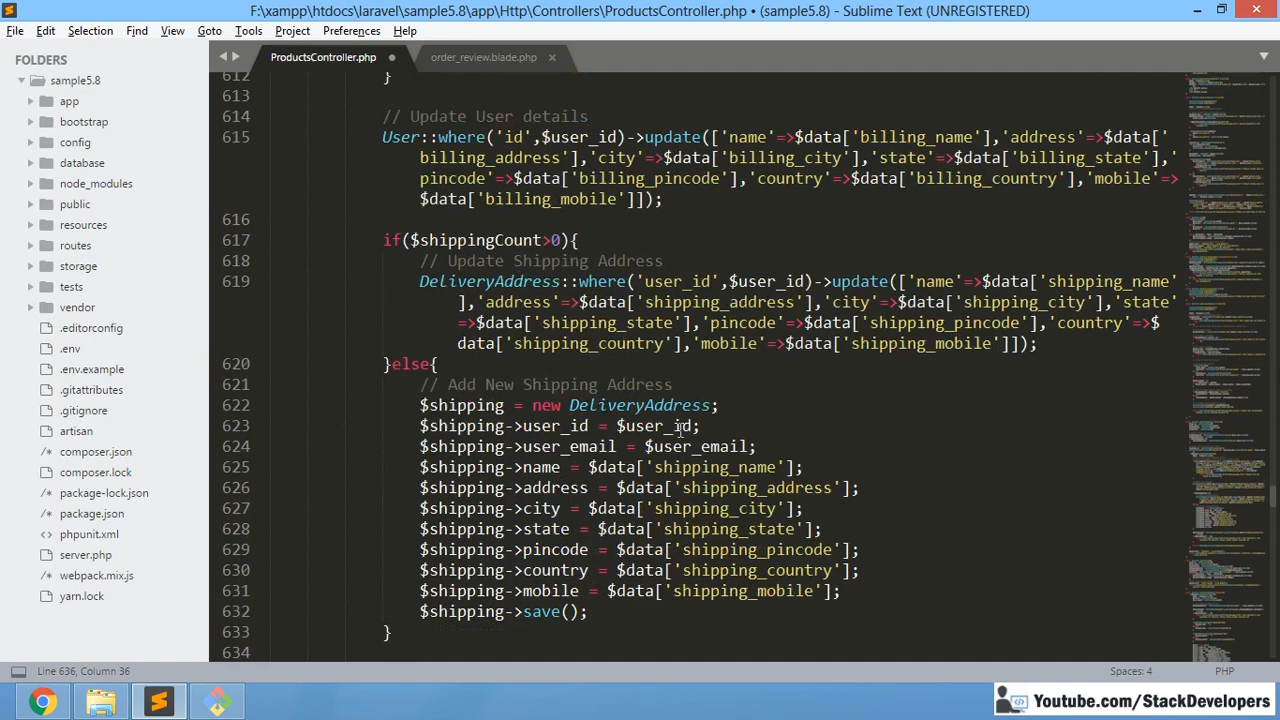 F:\xampp\htdocs\laravel\sample5.8\app\Http\Controllers\ProductsController.php • (sample5.8) - Sublime Text (UNREGISTERED)
File Edit Selection Find View Goto Tools Project Preferences Help
FOLDERS
sample5.8
app
bootstrap
config
database
node_modules
public
resources
routes
storage
tests
vendor
.editorconfig
.env
.env.example
.gitattributes
.gitignore
artisan
composer.json
composer.lock
package-lock.json
package.json
phpunit.xml
server.php
webpack.mix.js
yarn.lock
ProductsController.php order_review.blade.php
612 }
613
614 // Update User details
615 User::where('id',$user_id)->update(['name'=>$data['billing_name'],'address'=>$data['
billing_address'],'city'=>$data['billing_city'],'state'=>$data['billing_state'],'
pincode'=>$data['billing_pincode'],'country'=>$data['billing_country'],'mobile'=>
$data['billing_mobile']]);
616
617 if($shippingCount>0){
618 // Update Shipping Address
619 DeliveryAddress::where('user_id',$user_id)->update(['name'=>$data['shipping_name'
],'adress'=>$data['shipping_address'],'city'=>$data['shipping_city'],'state'
=>$data['shipping_state'],'pincode'=>$data['shipping_pincode'],'country'=>$
data['shipping_country'],'mobile'=>$data['shipping_mobile']]);
620 }else{
621 // Add New Shipping Address
622 $shipping = new DeliveryAddress;
623 $shipping->user_id = $user_id;
624 $shipping->user_email = $user_email;
625 $shipping->name = $data['shipping_name'];
626 $shipping->adress = $data['shipping_address'];
627 $shipping->city = $data['shipping_city'];
628 $shipping->state = $data['shipping_state'];
629 $shipping->pincode = $data['shipping_pincode'];
630 $shipping->country = $data['shipping_country'];
631 $shipping->mobile = $data['shipping_mobile'];
632 $shipping->save();
633 }
634
Line 636, Column 36 Spaces: 4 PHP
Youtube.com/StackDevelopers